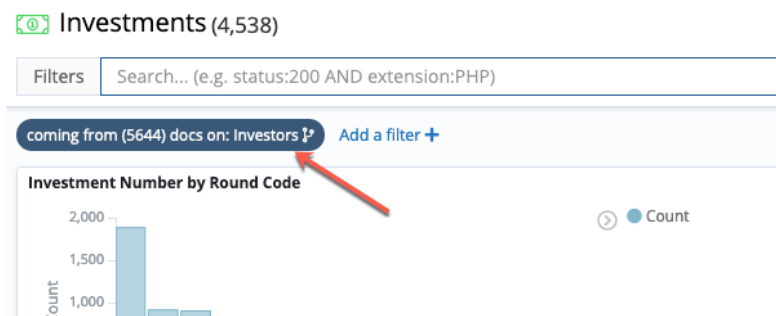 Investments (4,538)
Filters Search... (e.g. status:200 AND extension:PHP)
coming from (5644) docs on: Investors Add a filter +
Investment Number by Round Code
2,000
Count
1,500
1,000